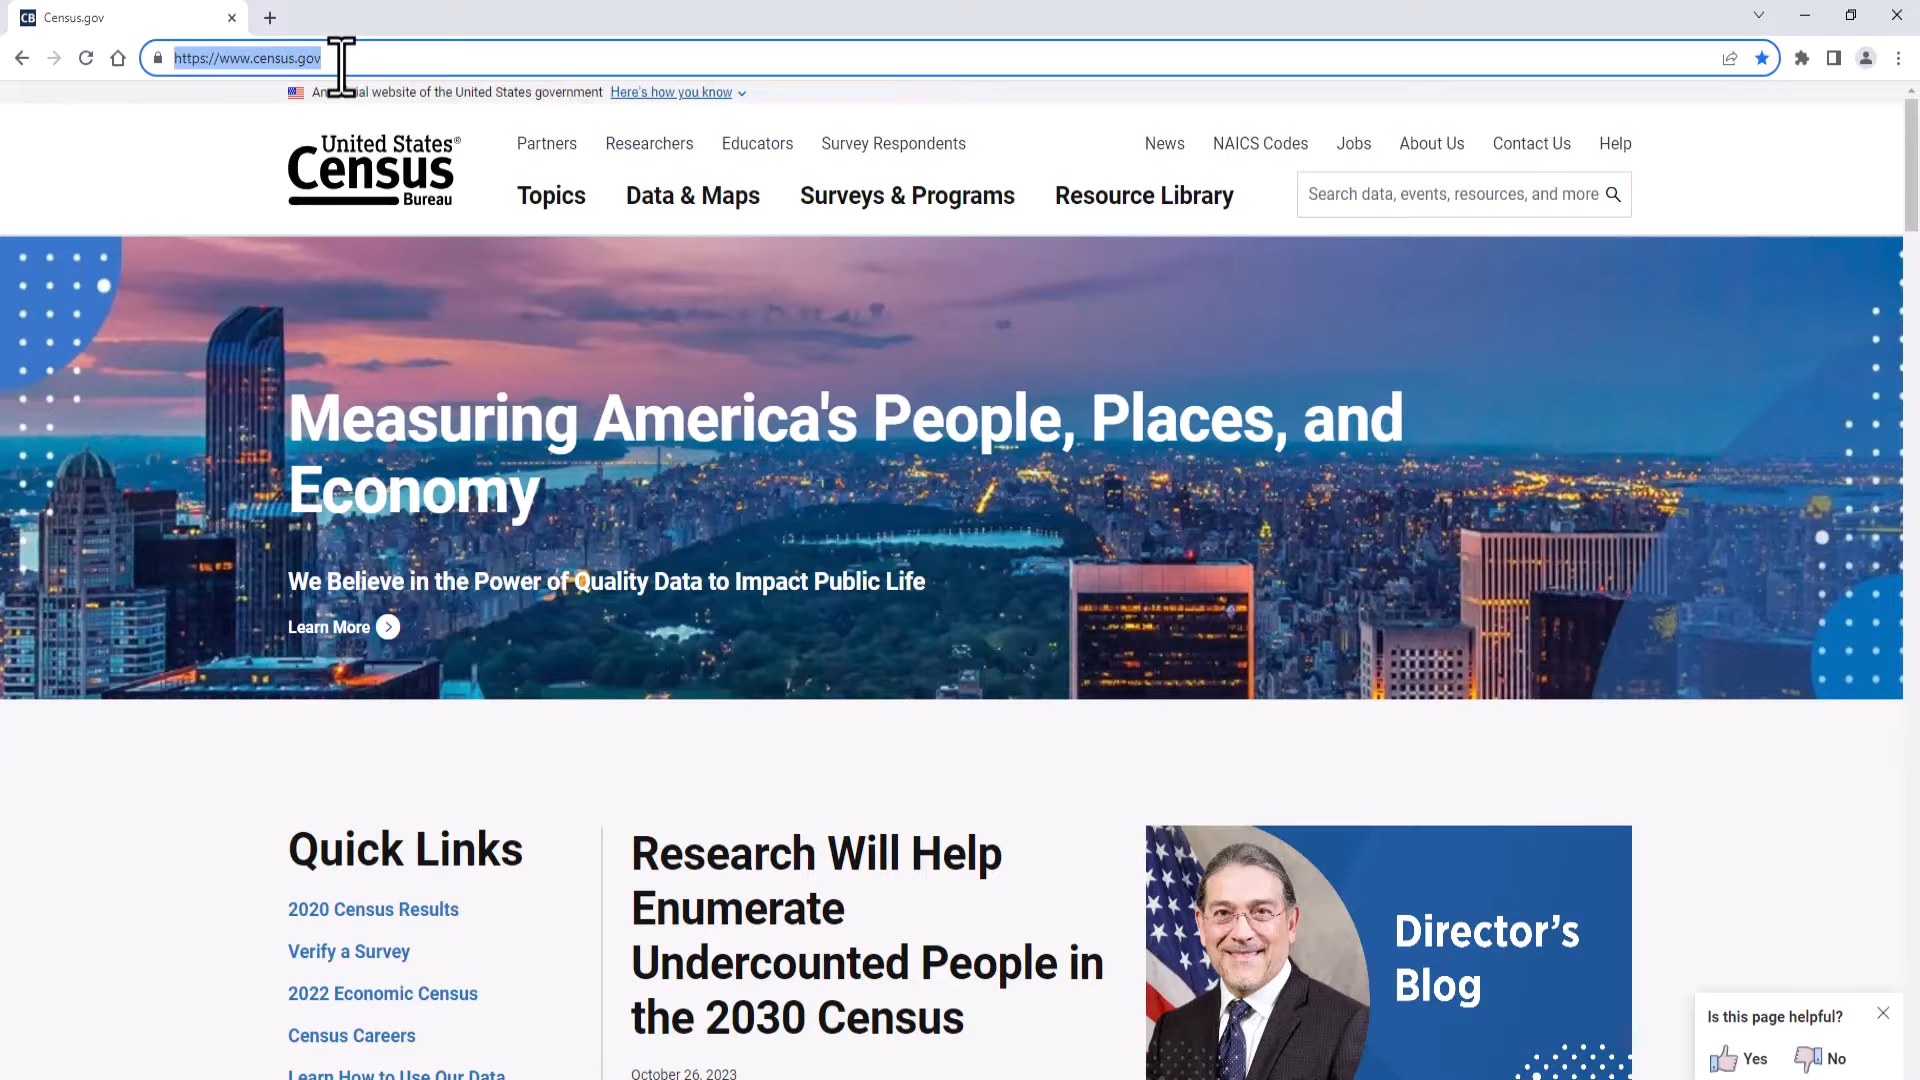 CB Census.gov
https://www.census.gov
An official website of the United States government Here's how you know
United States®
Census
Bureau
Partners Researchers Educators Survey Respondents
News NAICS Codes Jobs About Us Contact Us Help
Topics Data & Maps Surveys & Programs Resource Library
Search data, events, resources, and more
Measuring America's People, Places, and
Economy
We Believe in the Power of Quality Data to Impact Public Life
Learn More
Quick Links
2020 Census Results
Verify a Survey
2022 Economic Census
Census Careers
Learn How to Use Our Data
Research Will Help
Enumerate
Undercounted People in
the 2030 Census
October 26, 2023
Director's
Blog
Is this page helpful?
Yes No